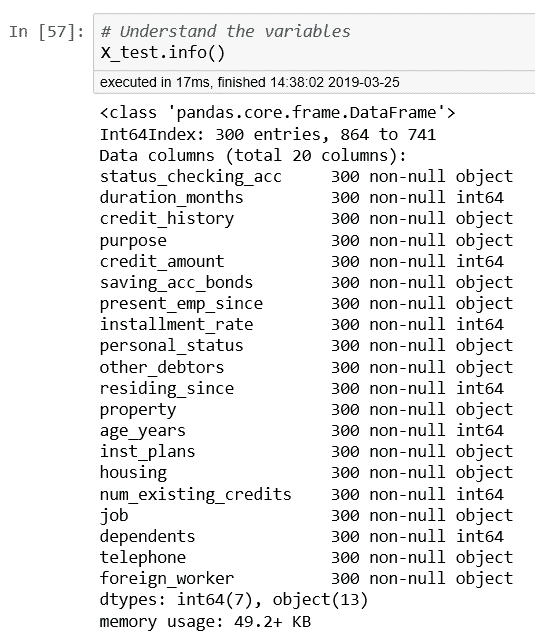 In [57]: # Understand the variables
X_test.info()
executed in 17ms, finished 14:38:02 2019-03-25
<class 'pandas.core.frame.DataFrame'>
Int64Index: 300 entries, 864 to 741
Data columns (total 20 columns):
status_checking_acc     300 non-null object
duration_months         300 non-null int64
credit_history          300 non-null object
purpose                 300 non-null object
credit_amount           300 non-null int64
saving_acc_bonds        300 non-null object
present_emp_since       300 non-null object
installment_rate        300 non-null int64
personal_status         300 non-null object
other_debtors           300 non-null object
residing_since          300 non-null int64
property                300 non-null object
age_years               300 non-null int64
inst_plans              300 non-null object
housing                 300 non-null object
num_existing_credits    300 non-null int64
job                     300 non-null object
dependents              300 non-null int64
telephone               300 non-null object
foreign_worker          300 non-null object
dtypes: int64(7), object(13)
memory usage: 49.2+ KB